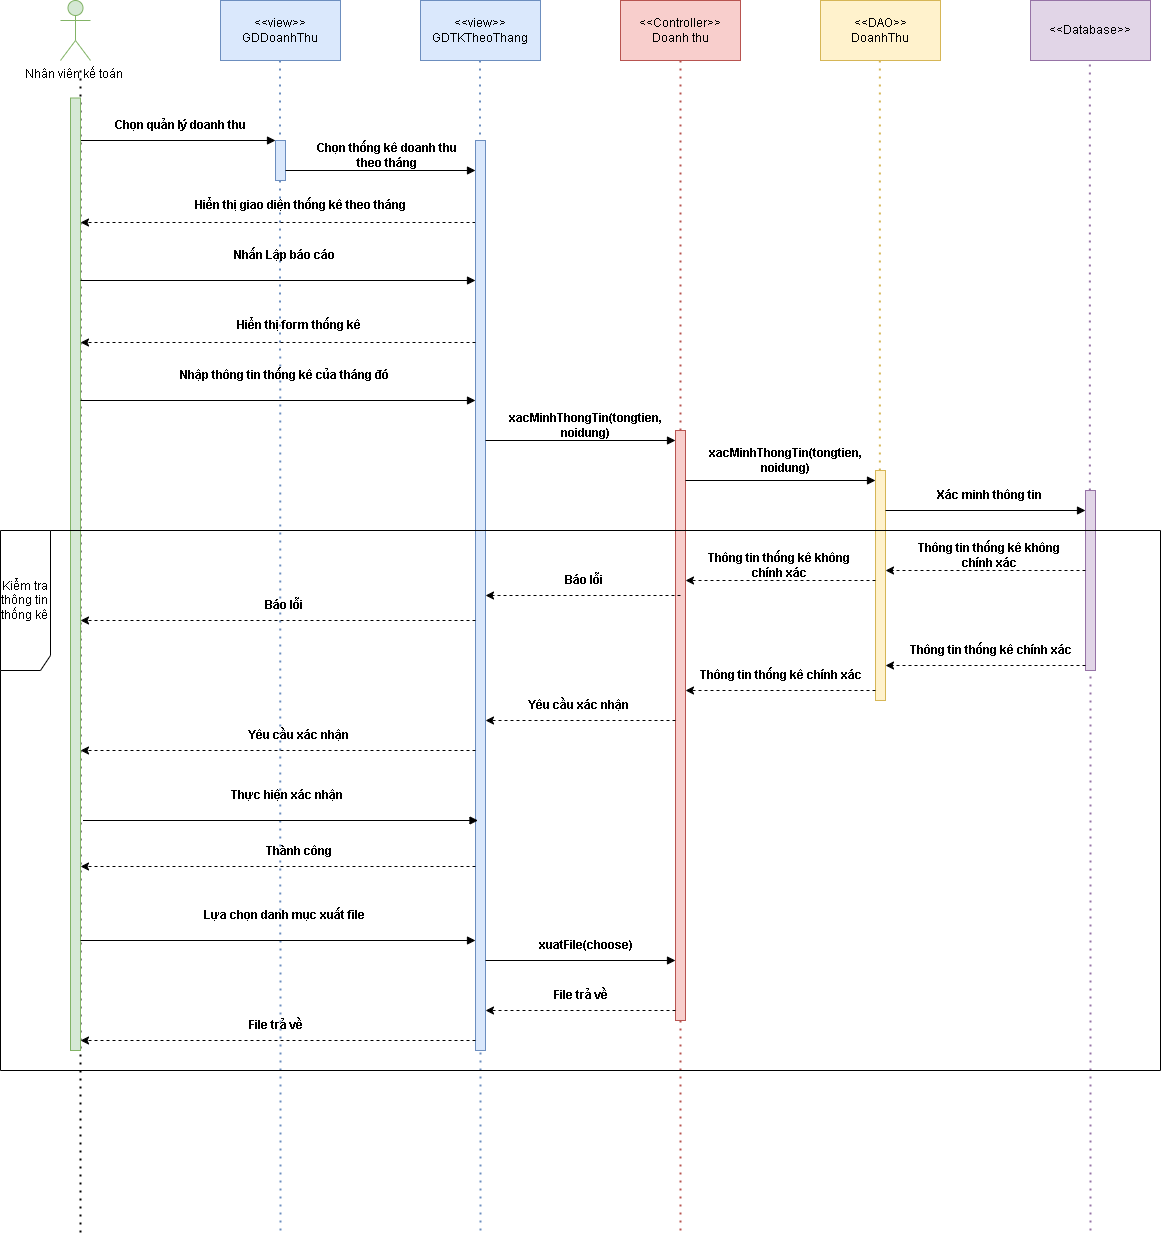 Nhân viên kế toán
<<view>>
GDDoanhThu
<<view>>
GDTKTheoThang
<<Controller>>
Doanh thu
<<DAO>>
DoanhThu
<<Database>>
Chọn quản lý doanh thu
Chọn thống kê doanh thu
theo tháng
Hiển thị giao diện thống kê theo tháng
Nhấn Lập báo cáo
Hiển thị form thống kê
Nhập thông tin thống kê của tháng đó
xacMinhThongTin(tongtien,
noidung)
xacMinhThongTin(tongtien,
noidung)
Xác minh thông tin
Kiểm tra
thông tin
thống kê
Thông tin thống kê không
chính xác
Thông tin thống kê không
chính xác
Báo lỗi
Báo lỗi
Thông tin thống kê chính xác
Thông tin thống kê chính xác
Yêu cầu xác nhận
Yêu cầu xác nhận
Thực hiện xác nhận
Thành công
Lựa chọn danh mục xuất file
xuatFile(choose)
File trả về
File trả về